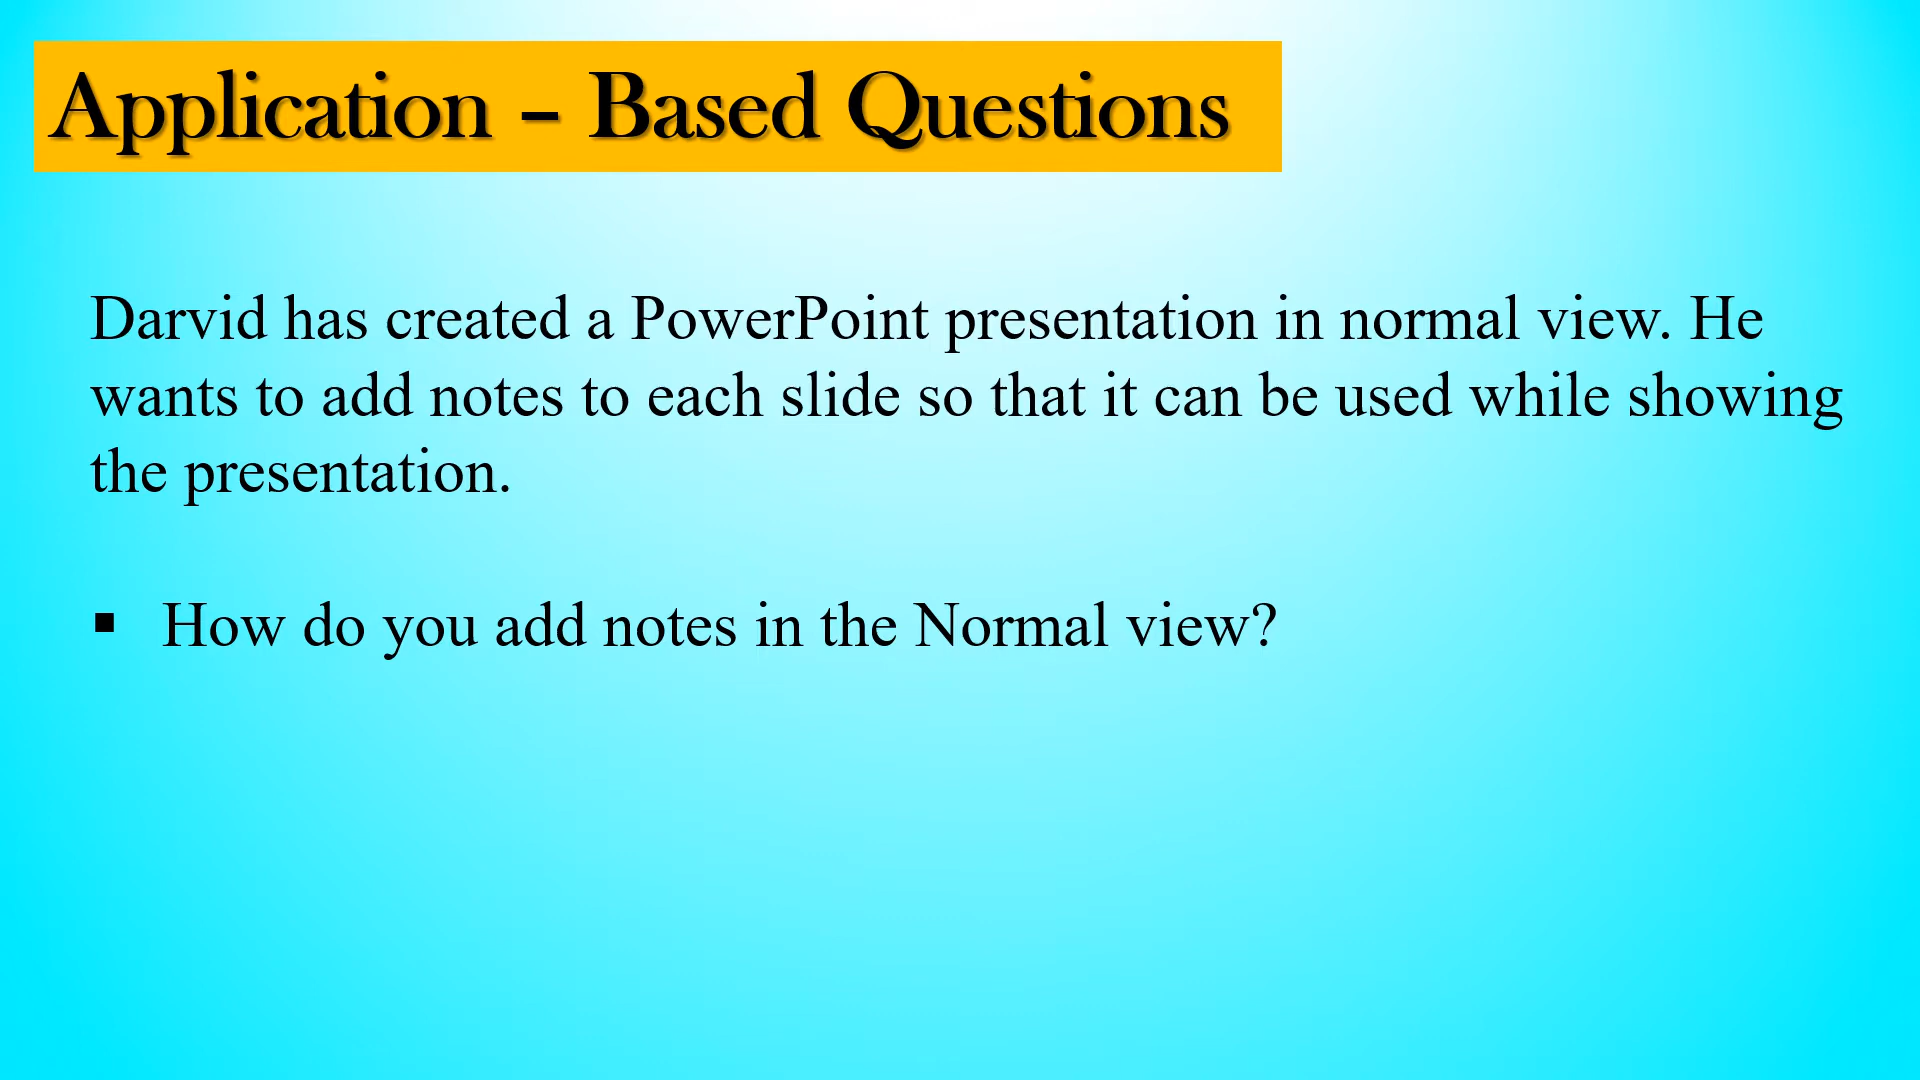 Application – Based Questions
Darvid has created a PowerPoint presentation in normal view. He
wants to add notes to each slide so that it can be used while showing
the presentation.
▪ How do you add notes in the Normal view?